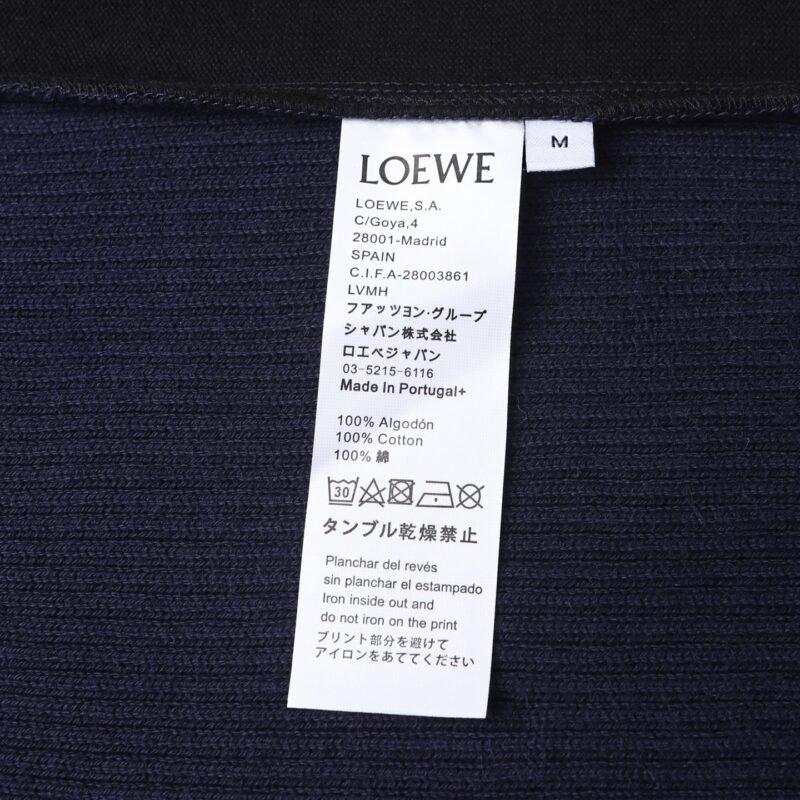 LOEWE
M
LOEWE,S.A.
C/Goya,4
28001-Madrid
SPAIN
C.I.F.A-28003861
LVMH
フアッツヨン·グループ
シャパン株式会社
ロエベジャパン
03-5215-6116
Made In Portugal+
100% Algodón
100% Cotton
100% 綿
30
タンブル乾燥禁止
Planchar del revés
sin planchar el estampado
Iron inside out and
do not iron on the print
プリント部分を避けて
アイロンをあててください